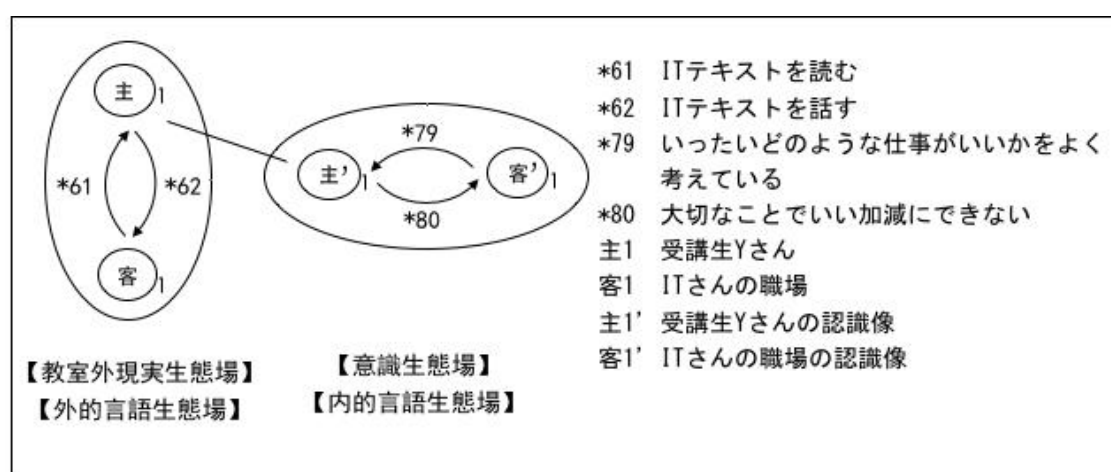 主1
*61
*62
客1
*79
主’1
客’1
*80
【教室外現実生態場】
【外的言語生態場】
【意識生態場】
【内的言語生態場】
*61 ITテキストを読む
*62 ITテキストを話す
*79 いったいどのような仕事がいいかをよく
考えている
*80 大切なことでいい加減にできない
主1 受講生Yさん
客1 ITさんの職場
主1’ 受講生Yさんの認識像
客1’ ITさんの職場の認識像